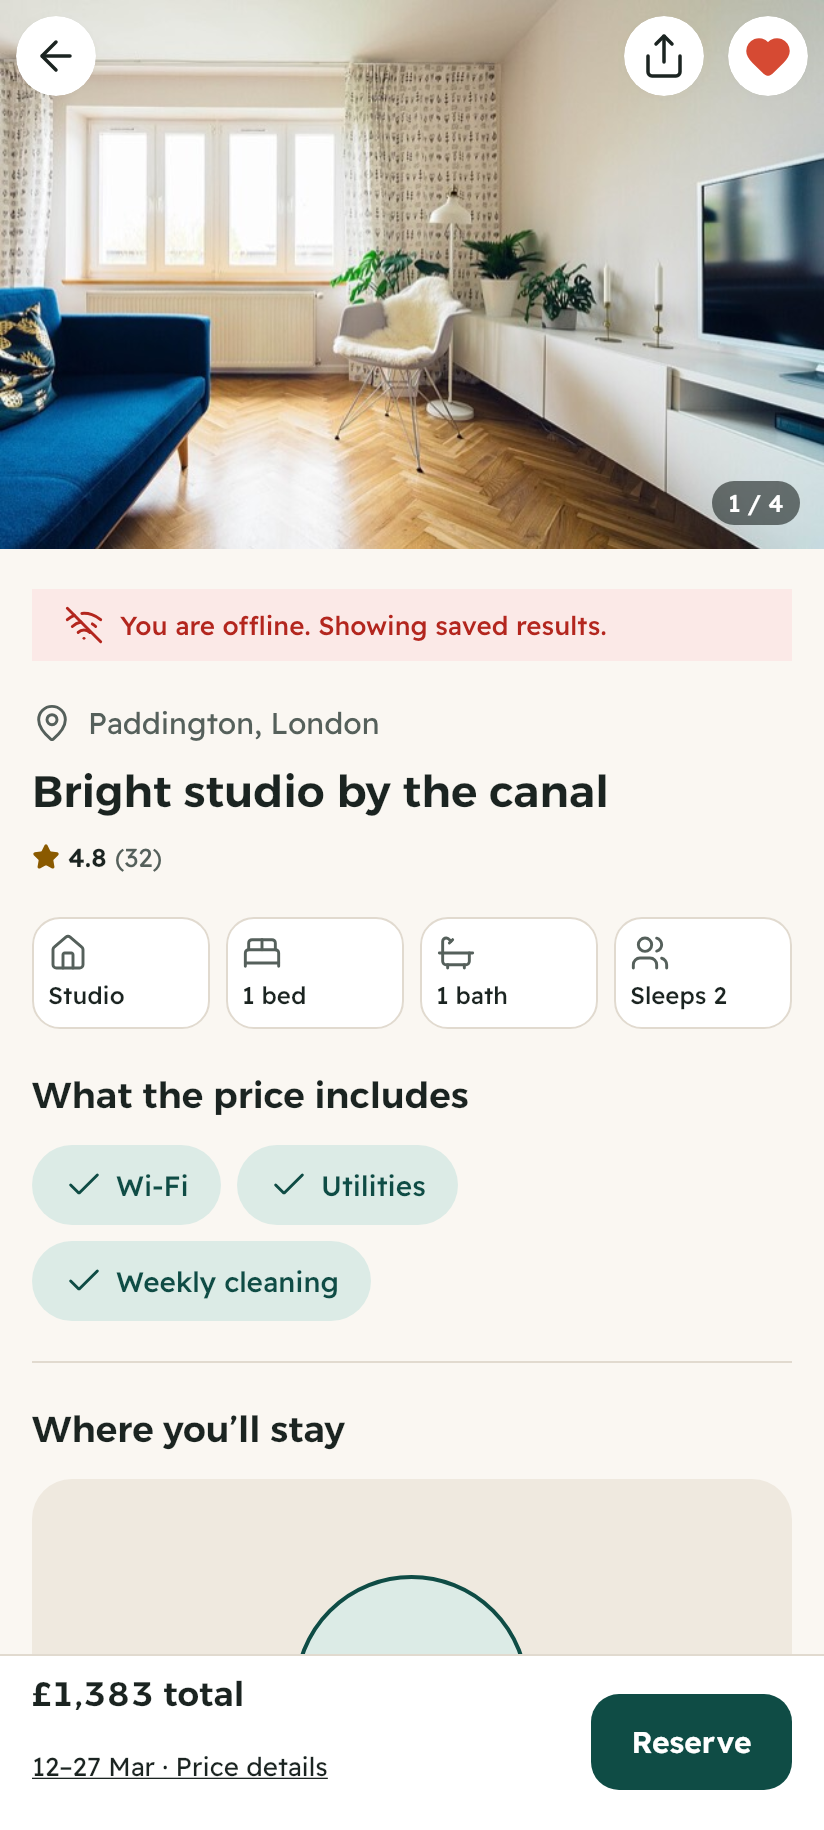 1 / 4
You are offline. Showing saved results.
Paddington, London
Bright studio by the canal
4.8 (32)
Studio
1 bed
1 bath
Sleeps 2
What the price includes
Wi-Fi
Utilities
Weekly cleaning
Where you’ll stay
£1,383 total
12–27 Mar · Price details
Reserve